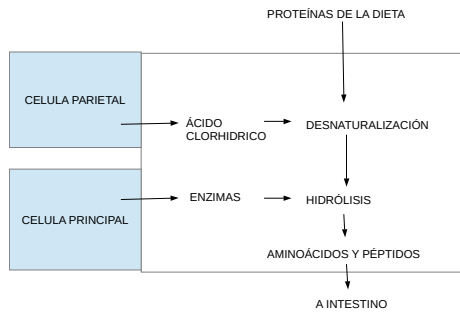 PROTEÍNAS DE LA DIETA
CELULA PARIETAL
ÁCIDO
CLORHIDRICO
DESNATURALIZACIÓN
CELULA PRINCIPAL
ENZIMAS
HIDRÓLISIS
AMINOÁCIDOS Y PÉPTIDOS
A INTESTINO